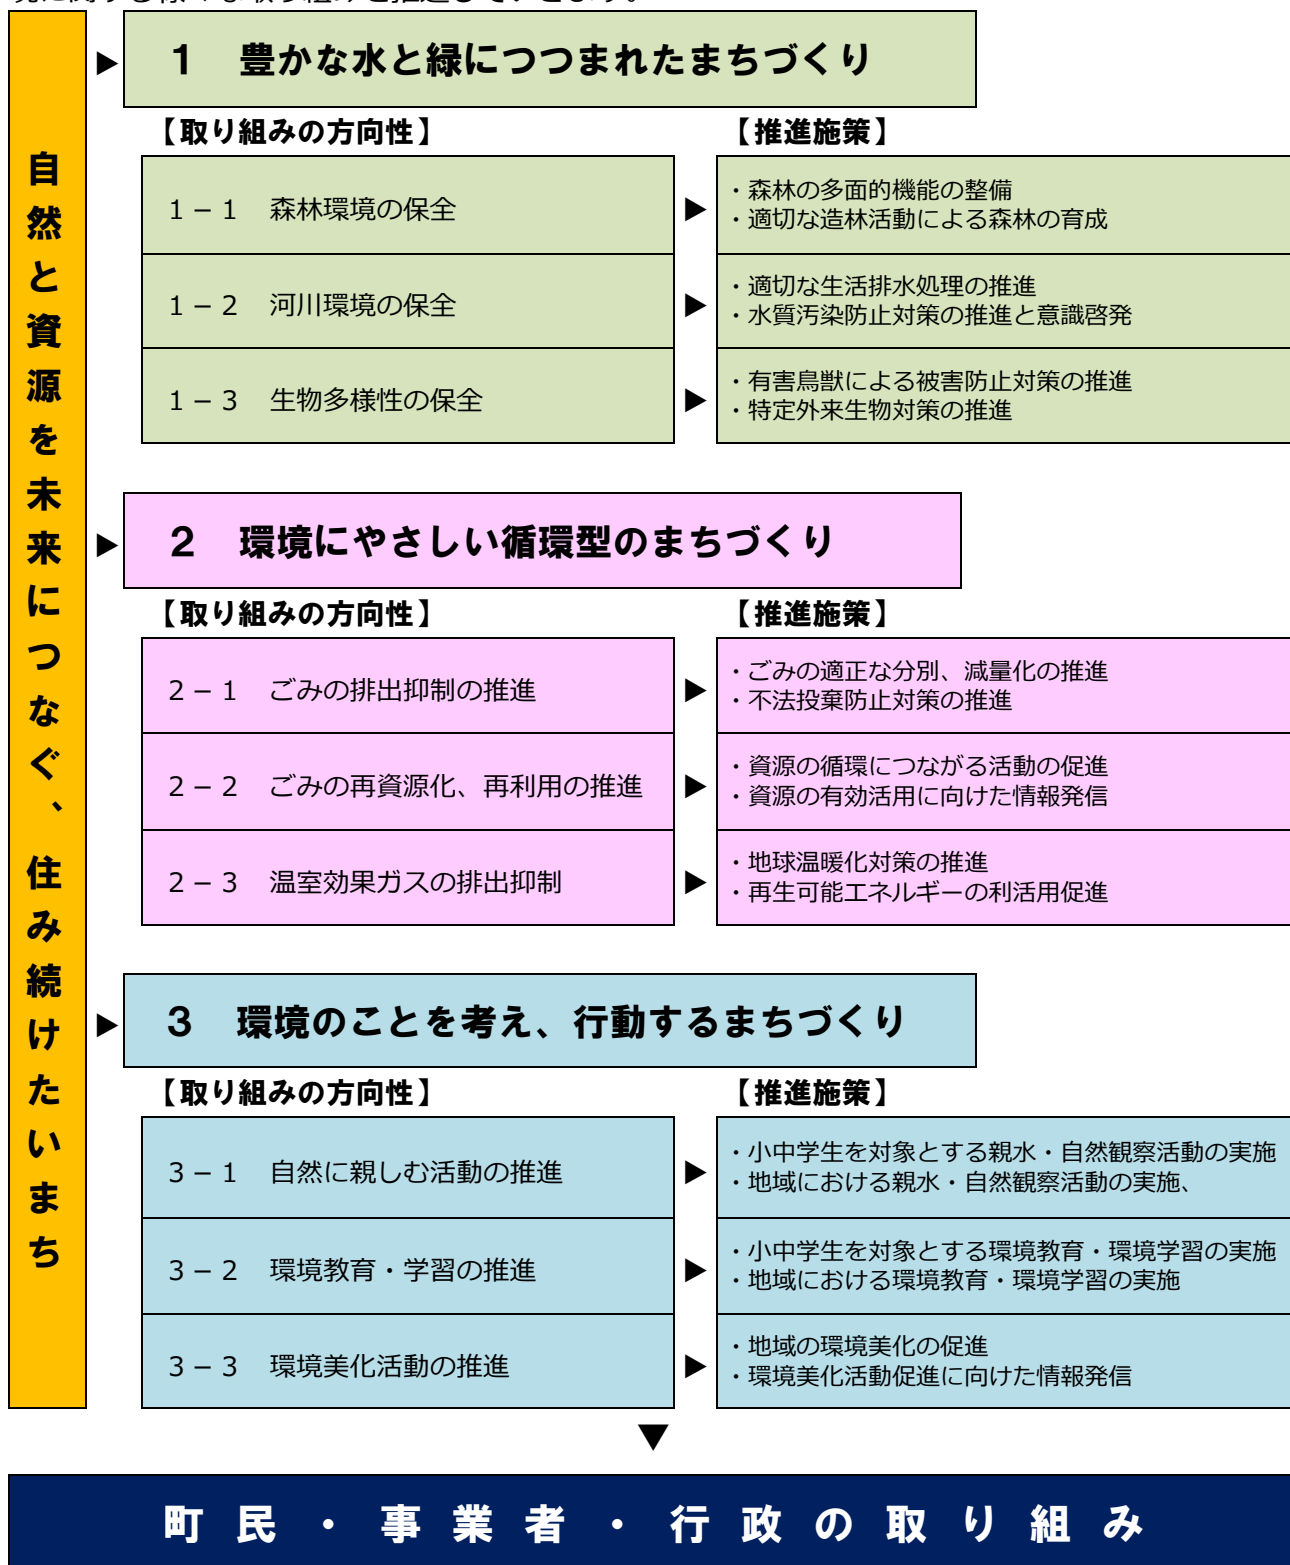 自然と資源を未来につなぐ、住み続けたいまち
１　豊かな水と緑につつまれたまちづくり
【取り組みの方向性】
【推進施策】
１－１　森林環境の保全
・森林の多面的機能の整備
・適切な造林活動による森林の育成
１－２　河川環境の保全
・適切な生活排水処理の推進
・水質汚染防止対策の推進と意識啓発
１－３　生物多様性の保全
・有害鳥獣による被害防止対策の推進
・特定外来生物対策の推進
２　環境にやさしい循環型のまちづくり
【取り組みの方向性】
【推進施策】
２－１　ごみの排出抑制の推進
・ごみの適正な分別、減量化の推進
・不法投棄防止対策の推進
２－２　ごみの再資源化、再利用の推進
・資源の循環につながる活動の促進
・資源の有効活用に向けた情報発信
２－３　温室効果ガスの排出抑制
・地球温暖化対策の推進
・再生可能エネルギーの利活用促進
３　環境のことを考え、行動するまちづくり
【取り組みの方向性】
【推進施策】
３－１　自然に親しむ活動の推進
・小中学生を対象とする親水・自然観察活動の実施
・地域における親水・自然観察活動の実施、
３－２　環境教育・学習の推進
・小中学生を対象とする環境教育・環境学習の実施
・地域における環境教育・環境学習の実施
３－３　環境美化活動の推進
・地域の環境美化の促進
・環境美化活動促進に向けた情報発信
町民・事業者・行政の取り組み